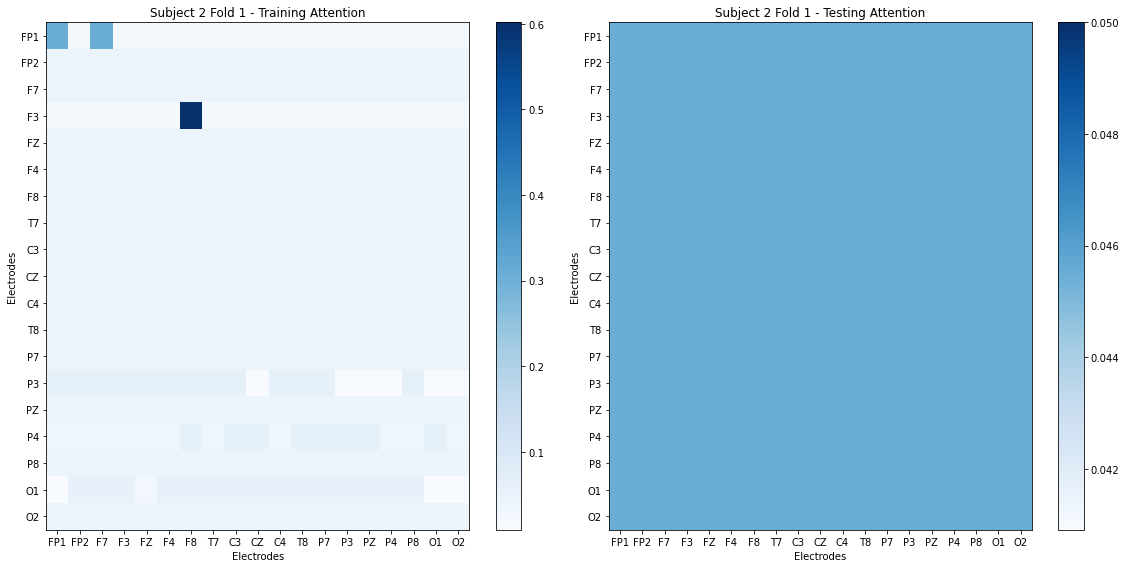 Subject 2 Fold 1 - Training Attention
FP1
FP2
F7
F3
FZ
F4
F8
T7
C3
CZ
C4
T8
P7
P3
PZ
P4
P8
O1
O2
Electrodes
FP1 FP2 F7 F3 FZ F4 F8 T7 C3 CZ C4 T8 P7 P3 PZ P4 P8 O1 O2
Electrodes
0.6
0.5
0.4
0.3
0.2
0.1
Subject 2 Fold 1 - Testing Attention
FP1
FP2
F7
F3
FZ
F4
F8
T7
C3
CZ
C4
T8
P7
P3
PZ
P4
P8
O1
O2
Electrodes
FP1 FP2 F7 F3 FZ F4 F8 T7 C3 CZ C4 T8 P7 P3 PZ P4 P8 O1 O2
Electrodes
0.050
0.048
0.046
0.044
0.042